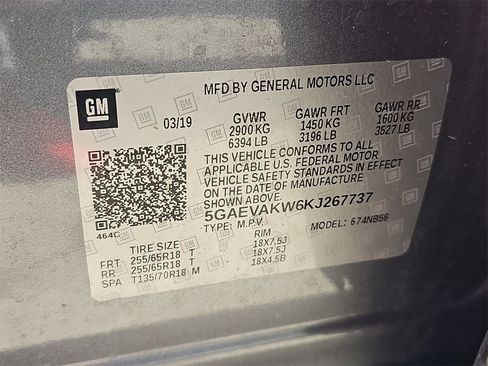 MFD BY GENERAL MOTORS LLC
GM
03/19
GVWR GAWR FRT GAWR RR
2900 KG 1450 KG 1600 KG
6394 LB 3196 LB 3527 LB
THIS VEHICLE CONFORMS TO ALL
APPLICABLE U.S. FEDERAL MOTOR
VEHICLE SAFETY STANDARDS IN EFFECT
ON THE DATE OF MANUFACTURE
SHOWN ABOVE.
5GAEVAKW6KJ267737
TYPE: M.P.V. MODEL: 674NB56
464C
TIRE SIZE RIM
FRT 255/65R18 T 18X7.5J
RR 255/65R18 T 18X7.5J
SPA T135/70R18 M 18X4.5B